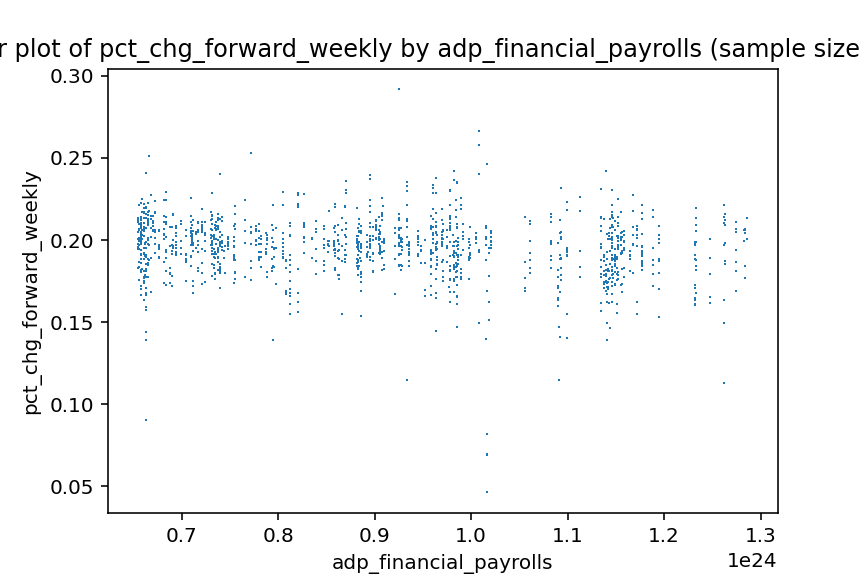 r plot of pct_chg_forward_weekly by adp_financial_payrolls (sample size
0.30
0.25
0.20
0.15
0.10
0.05
pct_chg_forward_weekly
0.7 0.8 0.9 1.0 1.1 1.2 1.3
1e24
adp_financial_payrolls